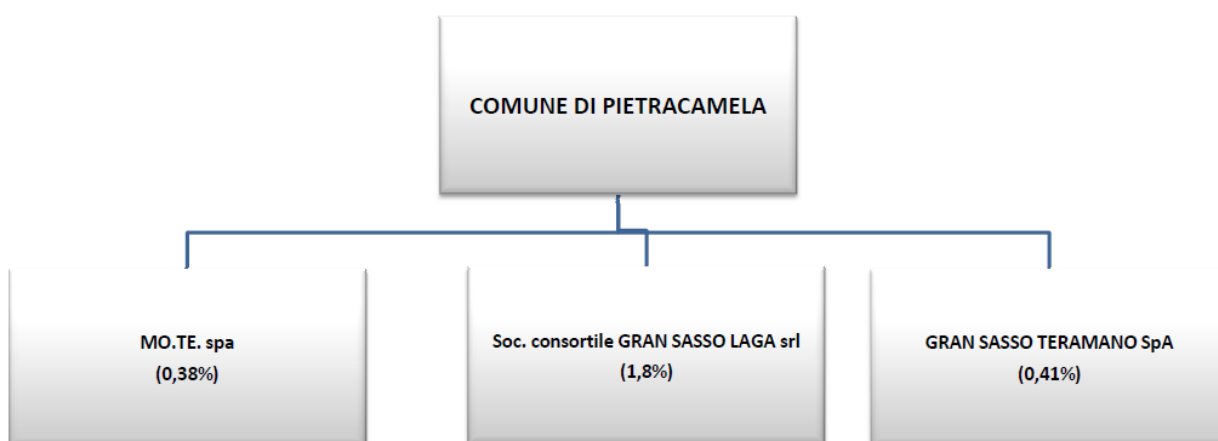 COMUNE DI PIETRACAMELA
MO.TE. spa
(0,38%)
Soc. consortile GRAN SASSO LAGA srl
(1,8%)
GRAN SASSO TERAMANO SpA
(0,41%)